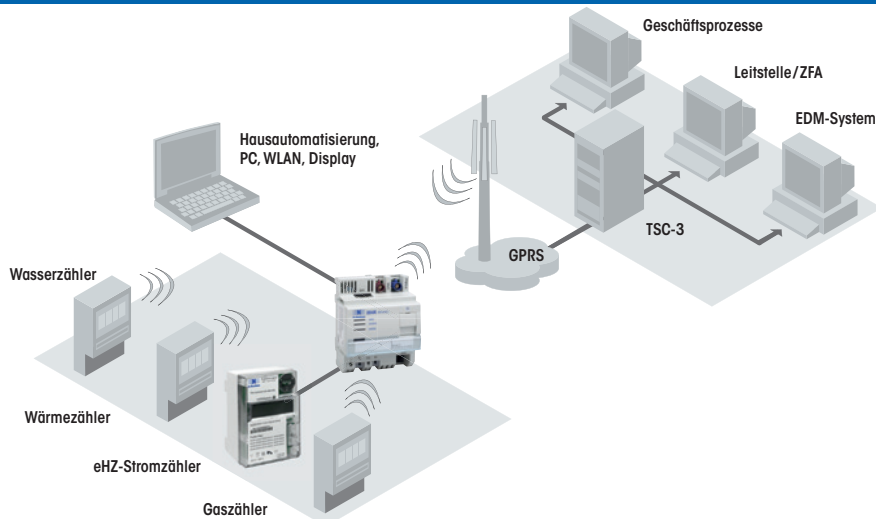 Geschäftsprozesse
Leitstelle/ZFA
EDM-System
Hausautomatisierung,
PC, WLAN, Display
TSC-3
GPRS
Wasserzähler
Wärmezähler
eHZ-Stromzähler
Gaszähler